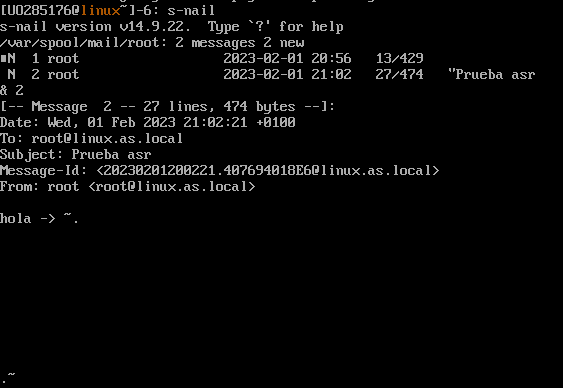 [UO285176@linux~]-6: s-nail
s-nail version v14.9.22.  Type `?' for help
/var/spool/mail/root: 2 messages 2 new
N  1 root                  2023-02-01 20:56   13/429
 N  2 root                  2023-02-01 21:02   27/474   "Prueba asr
& 2
[-- Message  2 -- 27 lines, 474 bytes --]:
Date: Wed, 01 Feb 2023 21:02:21 +0100
To: root@linux.as.local
Subject: Prueba asr
Message-Id: <20230201200221.407694018E6@linux.as.local>
From: root <root@linux.as.local>
hola -> ~.
.~